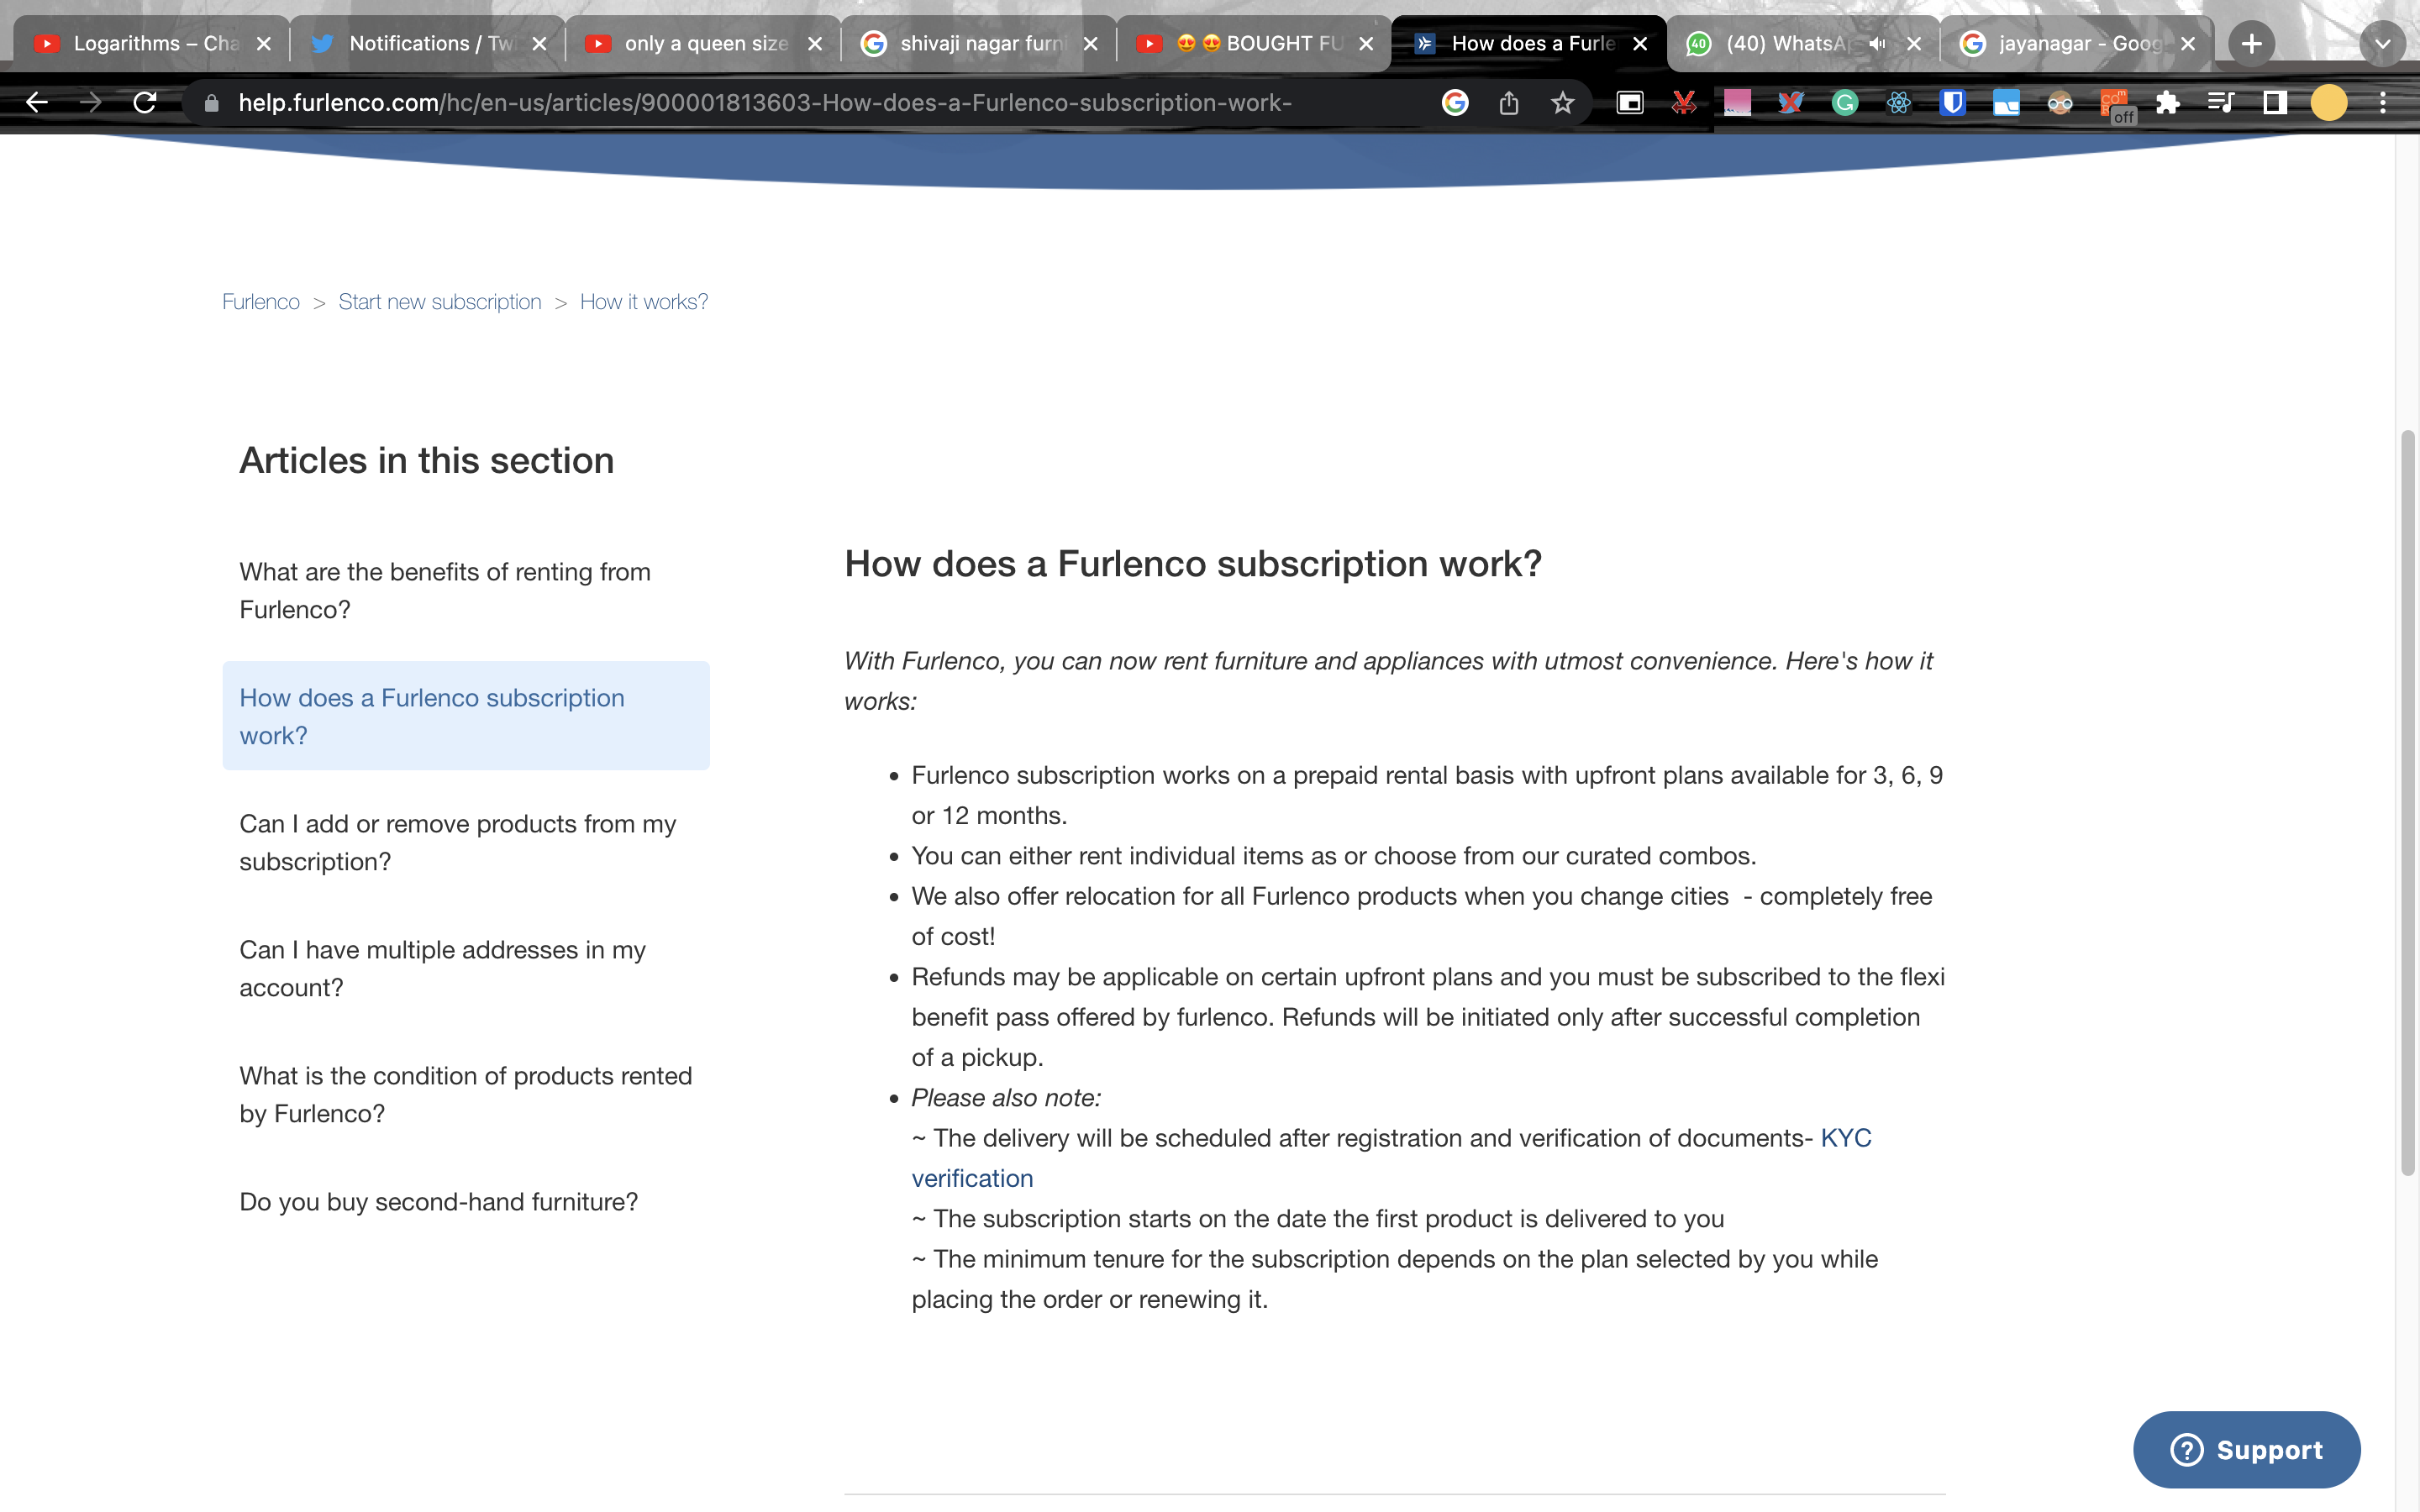 Logarithms – Cha
Notifications / Tw
only a queen size
shivaji nagar furni
😍 😍 BOUGHT FU
How does a Furle
(40) WhatsA
jayanagar - Goog
help.furlenco.com/hc/en-us/articles/900001813603-How-does-a-Furlenco-subscription-work-
off
Furlenco > Start new subscription > How it works?
Articles in this section
What are the benefits of renting from
Furlenco?
How does a Furlenco subscription
work?
Can I add or remove products from my
subscription?
Can I have multiple addresses in my
account?
What is the condition of products rented
by Furlenco?
Do you buy second-hand furniture?
How does a Furlenco subscription work?
With Furlenco, you can now rent furniture and appliances with utmost convenience. Here's how it
works:
• Furlenco subscription works on a prepaid rental basis with upfront plans available for 3, 6, 9
or 12 months.
• You can either rent individual items as or choose from our curated combos.
• We also offer relocation for all Furlenco products when you change cities  - completely free
of cost!
• Refunds may be applicable on certain upfront plans and you must be subscribed to the flexi
benefit pass offered by furlenco. Refunds will be initiated only after successful completion
of a pickup.
• Please also note:
~ The delivery will be scheduled after registration and verification of documents- KYC
verification
~ The subscription starts on the date the first product is delivered to you
~ The minimum tenure for the subscription depends on the plan selected by you while
placing the order or renewing it.
Support